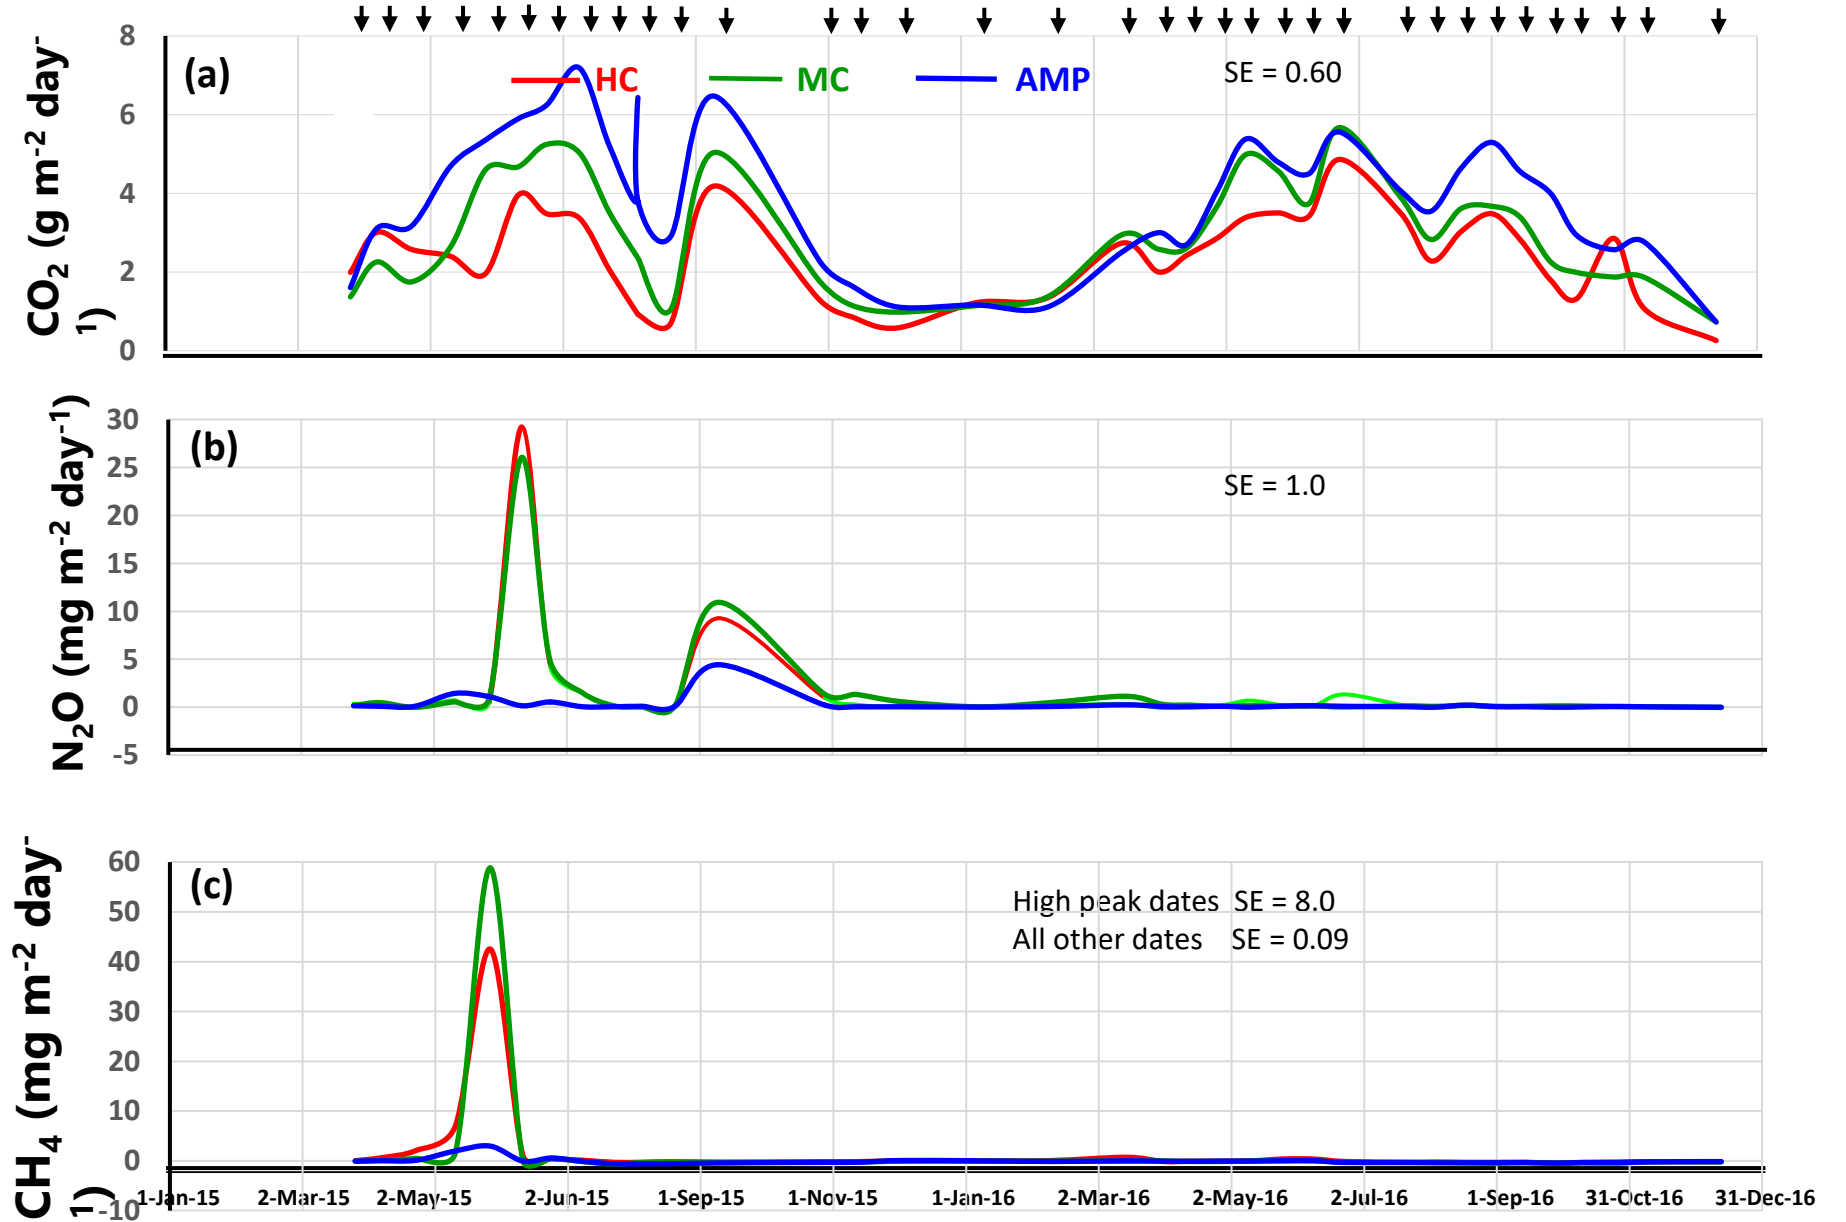 (a)
HC
MC
AMP
SE = 0.60
CO2 (g m-2 day-
1)
8
6
4
2
0
(b)
SE = 1.0
N2O (mg m-2 day-1)
30
25
20
15
10
5
0
-5
(c)
High peak dates SE = 8.0
All other dates SE = 0.09
CH4 (mg m-2 day-
1)
60
50
40
30
20
10
0
-10
1-Jan-15 2-Mar-15 2-May-15 2-Jun-15 1-Sep-15 1-Nov-15 1-Jan-16 2-Mar-16 2-May-16 2-Jul-16 1-Sep-16 31-Oct-16 31-Dec-16